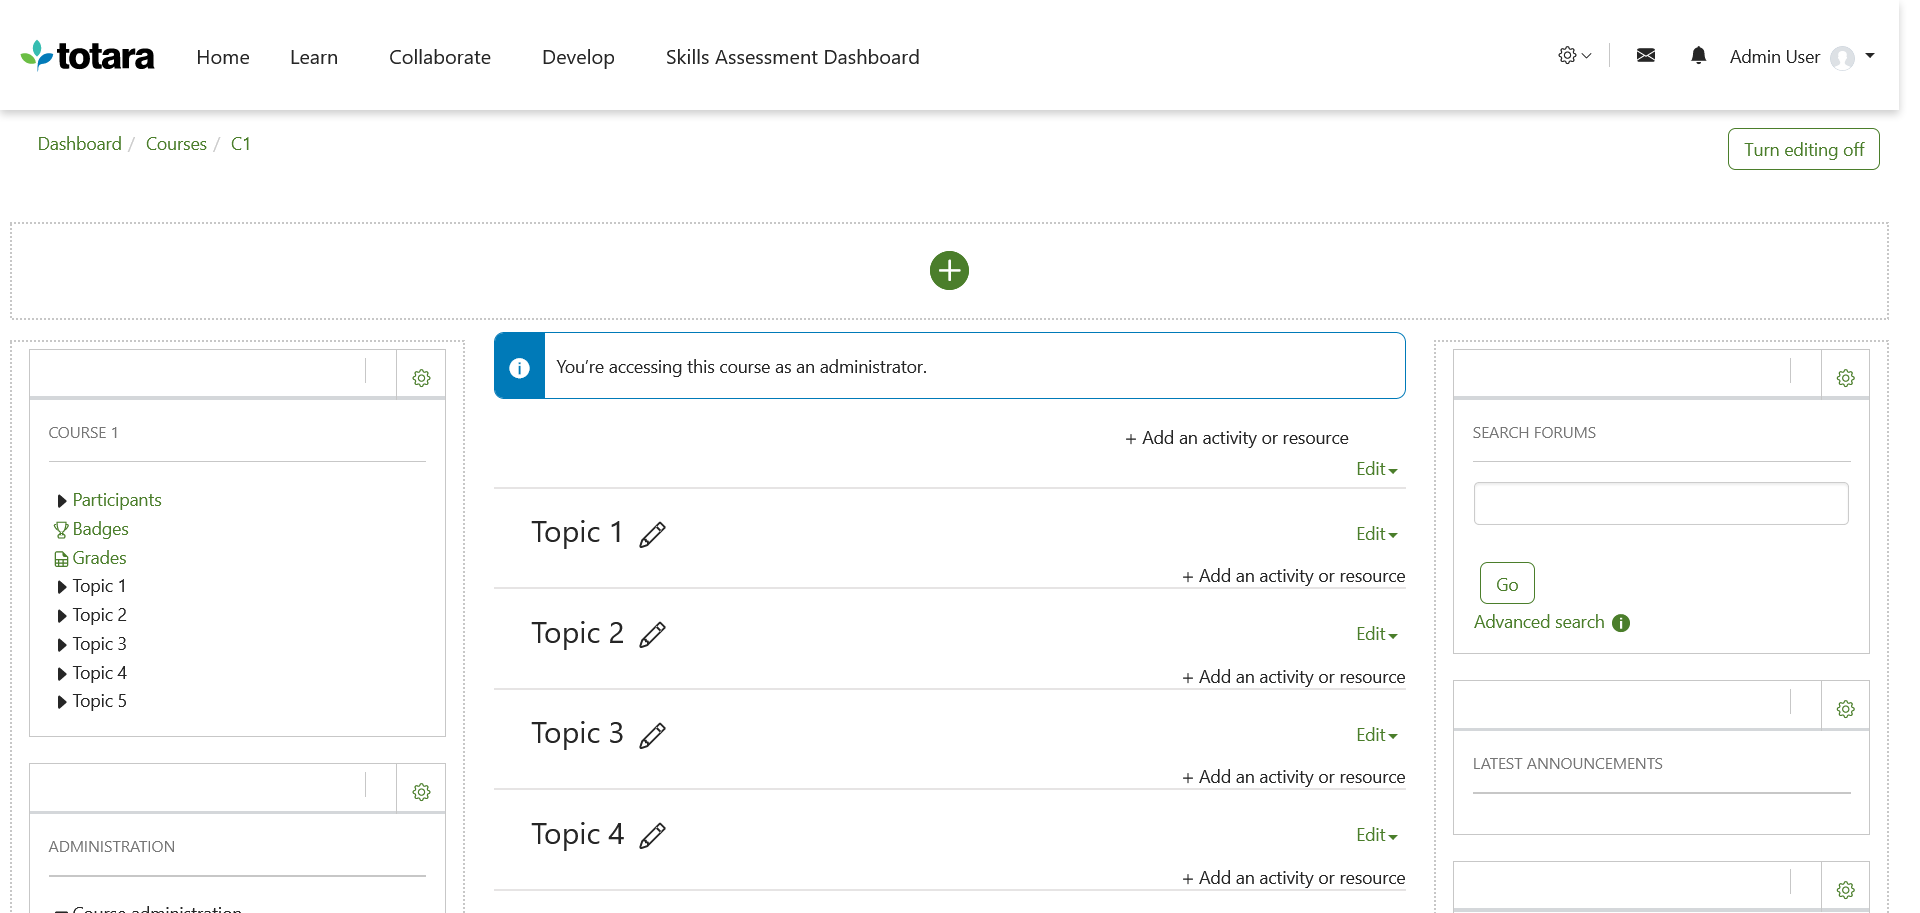 totara
Home Learn Collaborate Develop Skills Assessment Dashboard
Admin User
Dashboard / Courses / C1
Turn editing off
You’re accessing this course as an administrator.
COURSE 1
Participants
Badges
Grades
Topic 1
Topic 2
Topic 3
Topic 4
Topic 5
ADMINISTRATION
Course administration
+ Add an activity or resource
Edit
Topic 1
Edit
+ Add an activity or resource
Topic 2
Edit
+ Add an activity or resource
Topic 3
Edit
+ Add an activity or resource
Topic 4
Edit
+ Add an activity or resource
SEARCH FORUMS
Go
Advanced search
LATEST ANNOUNCEMENTS